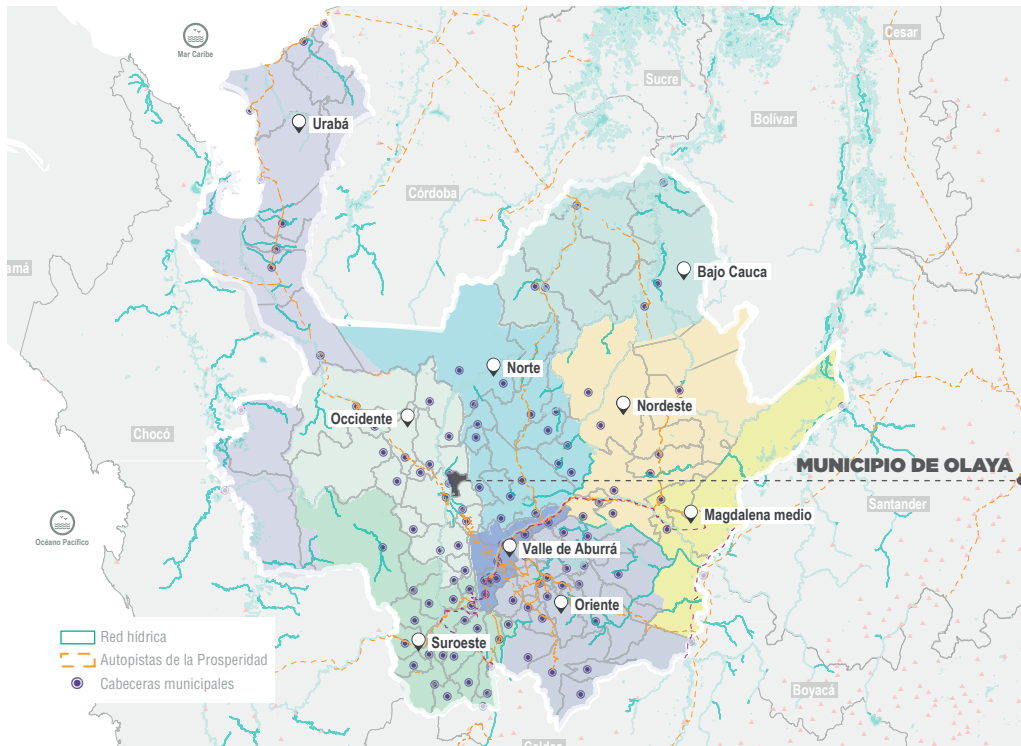 Mar Caribe
Cesar
Sucre
Bolívar
Urabá
Córdoba
amá
Bajo Cauca
Norte
Nordeste
Occidente
Chocó
MUNICIPIO DE OLAYA
Santander
Magdalena medio
Océano Pacífico
Valle de Aburrá
Oriente
Suroeste
Red hídrica
Autopistas de la Prosperidad
Cabeceras municipales
Boyacá
Caldas